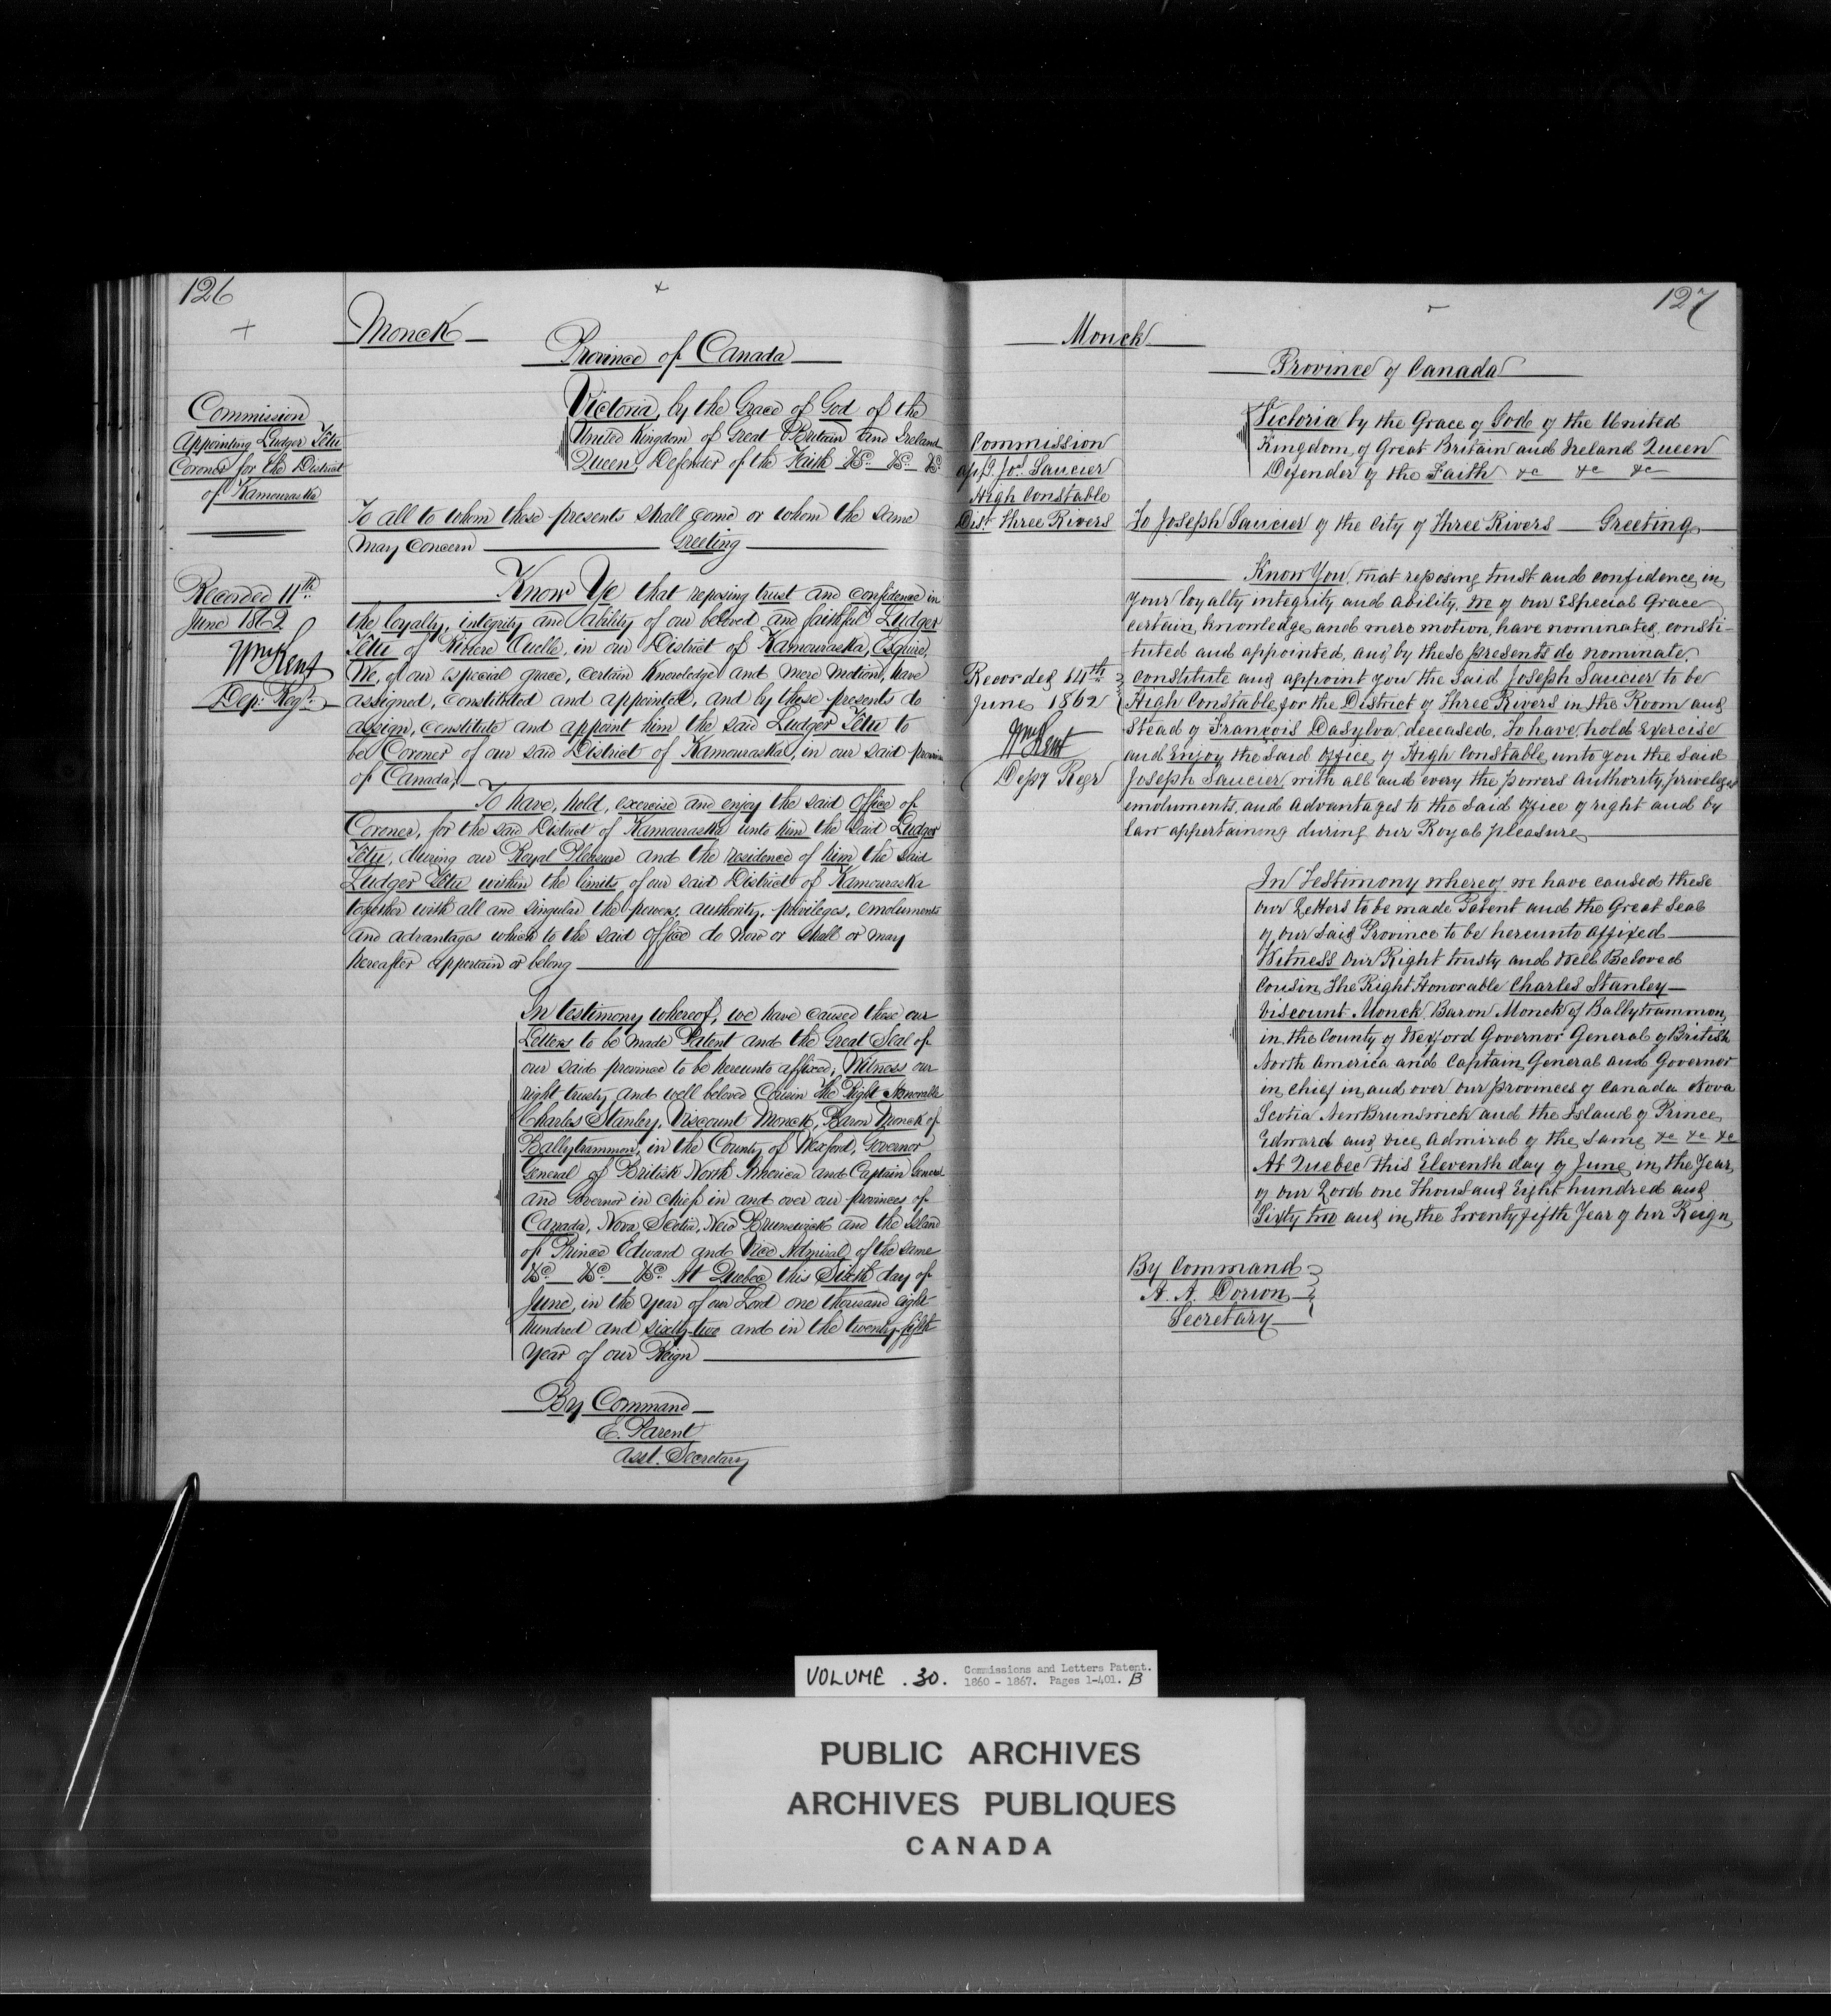 126
Monck
Province of Canada
Commission
Appointing Ludger Têtu
Coroner for the District
of Kamouraska
Recorded 11th
June 1862
Wm Kent
Dep: Regr.
Victoria, by the Grace of God of the
United Kingdom of Great Britain and Ireland
Queen, Defender of the Faith &c. &c. &c.
To all to whom these presents shall come or whom the same
may concern Greeting
Know Ye that reposing trust and confidence in
the loyalty, integrity and ability of our beloved and faithful Ludger
Têtu of Rivière Ouelle, in our District of Kamouraska, Esquire,
We, of our especial grace, certain knowledge and mere motion, have
assigned, constituted and appointed, and by these presents do
assign, constitute and appoint him the said Ludger Têtu to
be Coroner of our said District of Kamouraska, in our said province
of Canada,
To have, hold, exercise and enjoy the said Office of
Coroner, for the said District of Kamouraska unto him the said Ludger
Têtu, during our Royal Pleasure and the residence of him the said
Ludger Têtu within the limits of our said District of Kamouraska
together with all and singular the powers, authority, privileges, emoluments
and advantages which to the said Office do now or shall or may
hereafter appertain or belong
In testimony whereof, we have caused these our
Letters to be made Patent and the Great Seal of
our said province to be hereunto affixed; Witness our
right trusty and well beloved Cousin The Right Honorable
Charles Stanley, Viscount Monck, Baron Monck of
Ballytrammon, in the County of Wexford, Governor
General of British North America and Captain General
and Governor in chief in and over our provinces of
Canada, Nova Scotia, New Brunswick and the Island
of Prince Edward and Vice Admiral of the same
&c. &c. &c. At Quebec this Sixth day of
June, in the year of our Lord one thousand eight
hundred and sixty-two and in the twenty-fifth
year of our Reign
By Command
E. Parent
Asst. Secretary
127
Monck
Province of Canada
Commission
appg. Jos. Saucier
High Constable
Dist. Three Rivers
Recorded 14th
June 1862
Wm Kent
Depy Regr
Victoria by the Grace of God of the United
Kingdom of Great Britain and Ireland Queen
Defender of the Faith &c &c &c
To Joseph Saucier of the City of Three Rivers Greeting
Know You, that reposing trust and confidence in
your loyalty integrity and ability, We of our Especial Grace
certain knowledge and mere motion, have nominated, consti-
tuted and appointed, and by these presents do nominate,
constitute and appoint you the Said Joseph Saucier to be
High Constable for the District of Three Rivers in the Room and
Stead of François DaSylva, deceased. To have, hold Exercise
and Enjoy the Said Office of High Constable unto you the Said
Joseph Saucier, with all and every the powers Authority, priveleges
emoluments, and Advantages to the Said Office of right and by
law appertaining during our Royal pleasure
In Testimony whereof we have caused these
our Letters to be made Patent and the Great Seal
of our Said Province to be hereunto affixed
Witness Our Right trusty and Well Beloved
Cousin The Right Honorable Charles Stanley
Viscount Monck, Baron Monck of Ballytrammon
in the County of Wexford Governor General of British
North America and Captain General and Governor
in chief in and over our provinces of Canada Nova
Scotia New Brunswick and the Island of Prince
Edward and vice Admiral of the Same &c &c &c
At Quebec this Eleventh day of June in the Year
of our Lord one Thousand Eight hundred and
Sixty two and in the Twenty fifth Year of our Reign
By Command
A. A. Dorion
Secretary
VOLUME .30. Commissions and Letters Patent.
1860 - 1867. Pages 1-401. B
PUBLIC ARCHIVES
ARCHIVES PUBLIQUES
CANADA